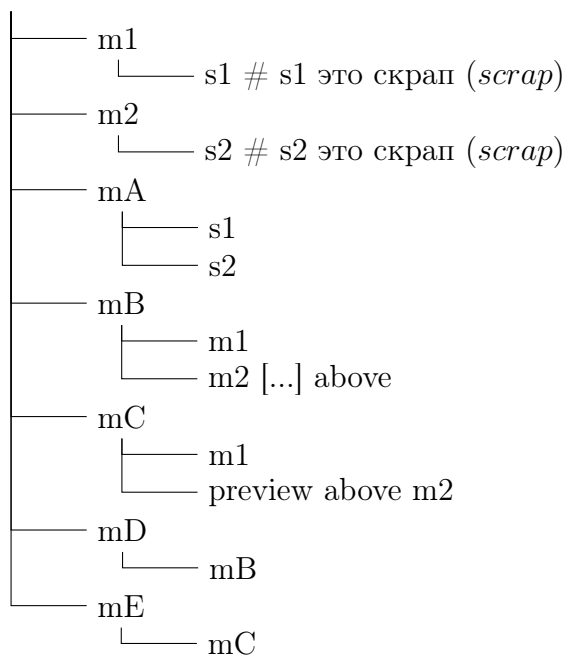 m1
s1 # s1 это скрап (scrap)
m2
s2 # s2 это скрап (scrap)
mA
s1
s2
mB
m1
m2 [...] above
mC
m1
preview above m2
mD
mB
mE
mC